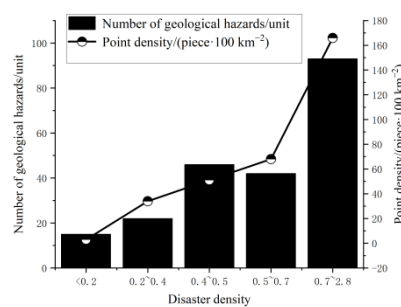 Number of geological hazards/unit
Point density/(piece·100 km⁻²)
Number of geological hazards/unit
100
80
60
40
20
0
180
160
140
120
100
80
60
40
20
0
-20
Point density/(piece·100 km⁻²)
<0.2 0.2~0.4 0.4~0.5 0.5~0.7 0.7~2.8
Disaster density